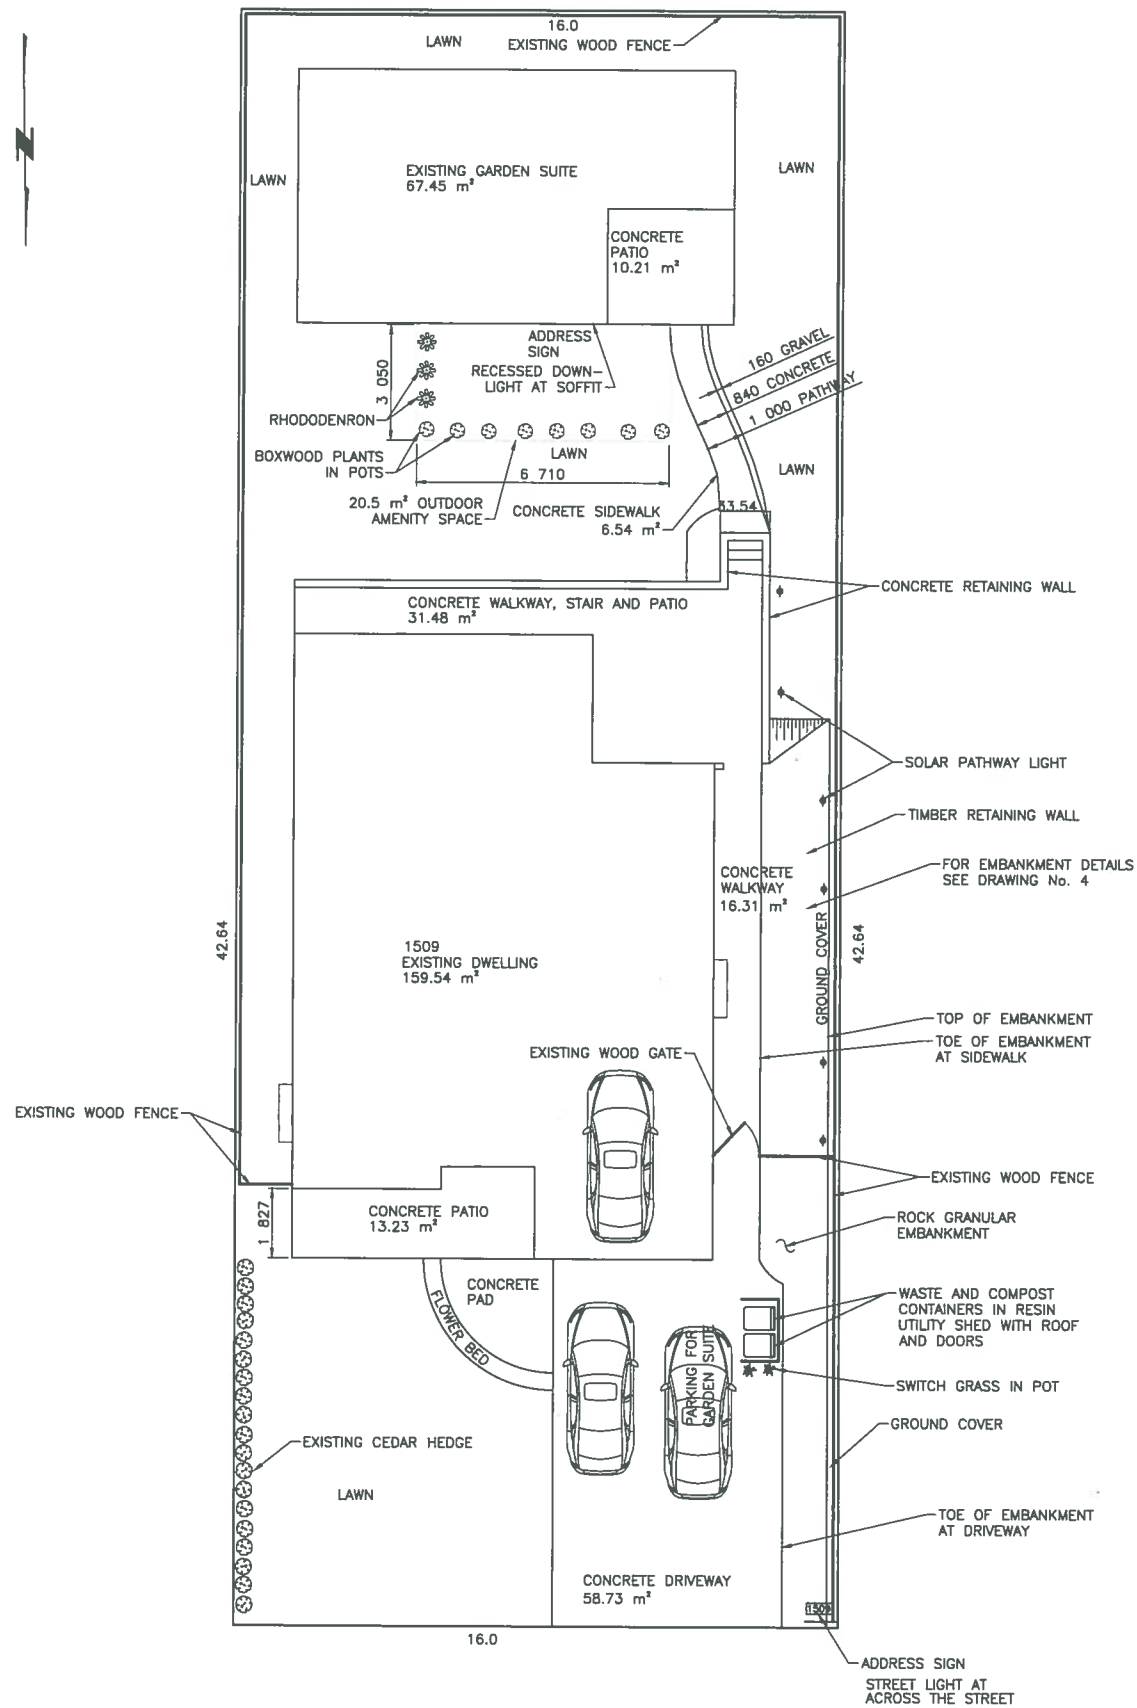 16.0
LAWN
EXISTING WOOD FENCE
N
EXISTING GARDEN SUITE
67.45 m²
LAWN
LAWN
CONCRETE
PATIO
10.21 m²
ADDRESS
SIGN
RECESSED DOWN-
LIGHT AT SOFFIT
3 050
160 GRAVEL
840 CONCRETE
1 000 PATHWAY
RHODODENRON
BOXWOOD PLANTS
IN POTS
LAWN
6 710
LAWN
20.5 m² OUTDOOR
AMENITY SPACE
CONCRETE SIDEWALK
6.54 m²
33.54
CONCRETE RETAINING WALL
CONCRETE WALKWAY, STAIR AND PATIO
31.48 m²
SOLAR PATHWAY LIGHT
TIMBER RETAINING WALL
FOR EMBANKMENT DETAILS
SEE DRAWING No. 4
CONCRETE
WALKWAY
16.31 m²
42.64
1509
EXISTING DWELLING
159.54 m²
GROUND COVER
42.64
TOP OF EMBANKMENT
TOE OF EMBANKMENT
AT SIDEWALK
EXISTING WOOD GATE
EXISTING WOOD FENCE
EXISTING WOOD FENCE
1 827
CONCRETE PATIO
13.23 m²
ROCK GRANULAR
EMBANKMENT
CONCRETE
PAD
FLOWER BED
WASTE AND COMPOST
CONTAINERS IN RESIN
UTILITY SHED WITH ROOF
AND DOORS
PARKING FOR
GARDEN SUITE
SWITCH GRASS IN POT
GROUND COVER
EXISTING CEDAR HEDGE
LAWN
TOE OF EMBANKMENT
AT DRIVEWAY
CONCRETE DRIVEWAY
58.73 m²
1509
16.0
ADDRESS SIGN
STREET LIGHT AT
ACROSS THE STREET